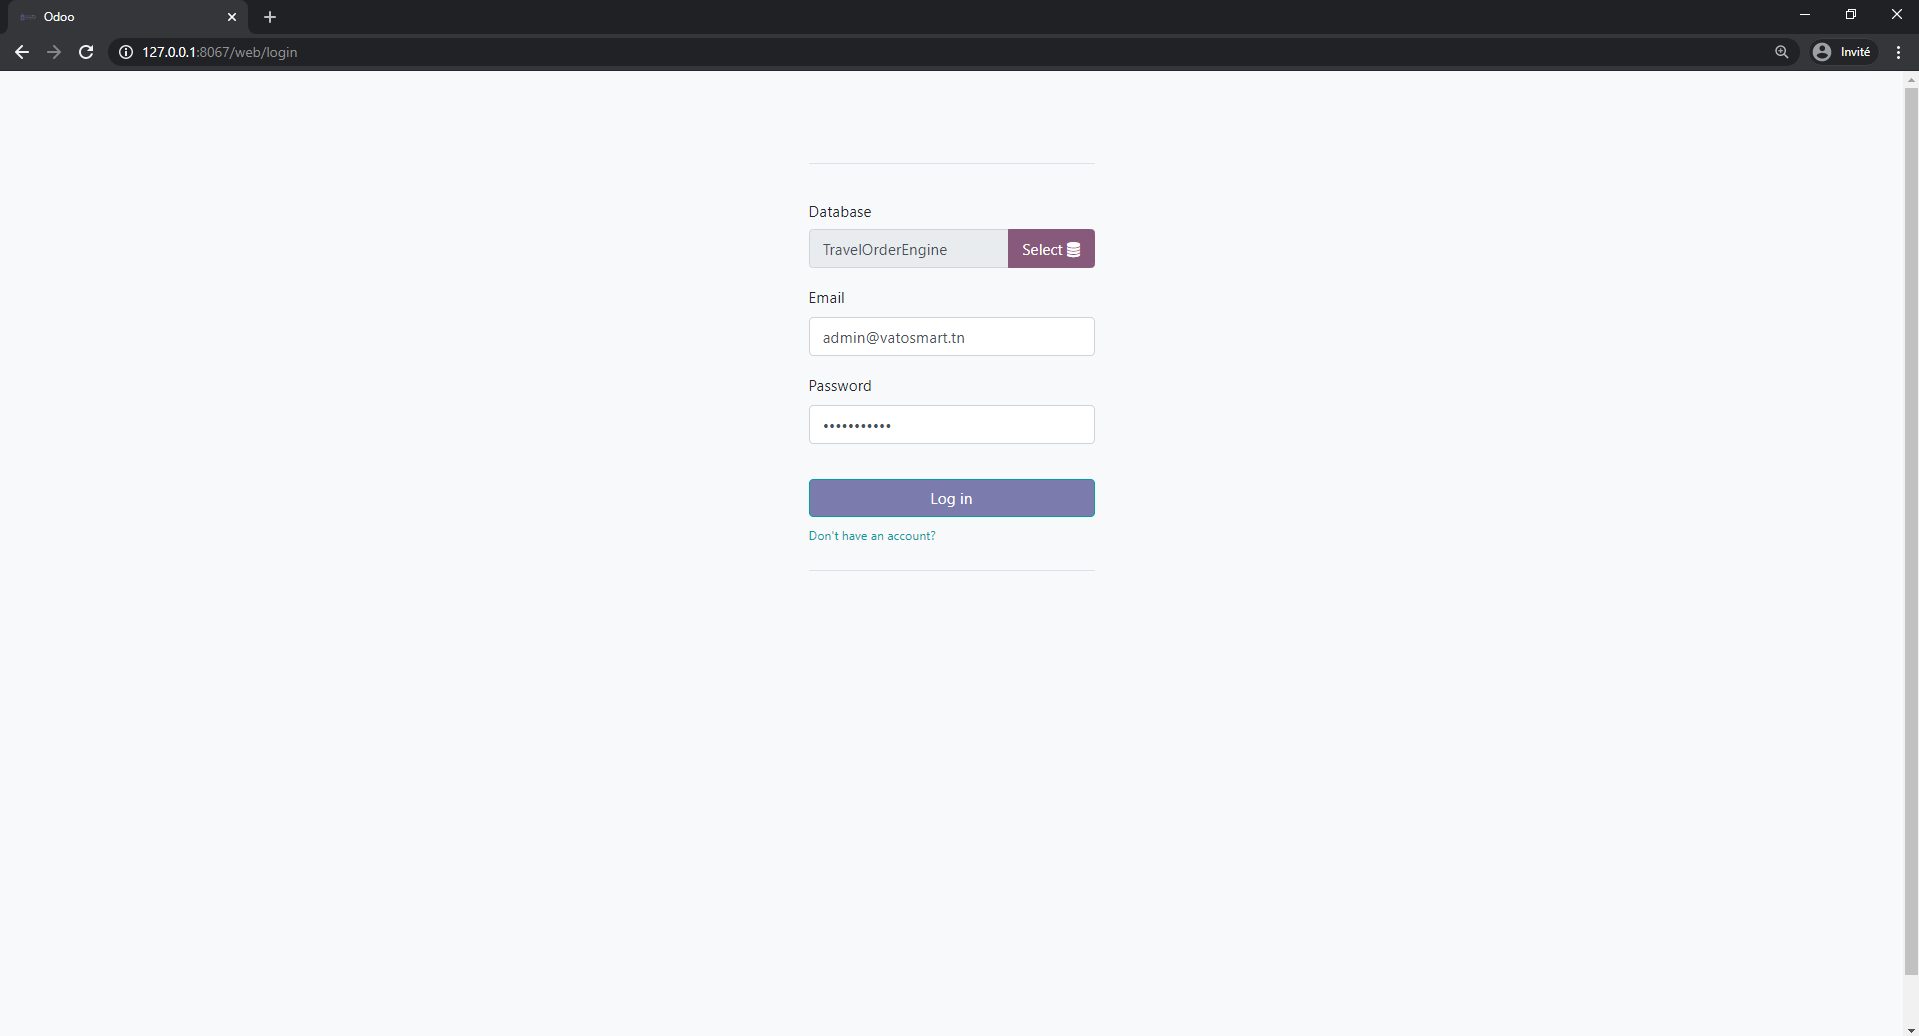 Odoo
127.0.0.1:8067/web/login
Invité
Database
TravelOrderEngine
Select
Email
admin@vatosmart.tn
Password
•••••••••••
Log in
Don't have an account?